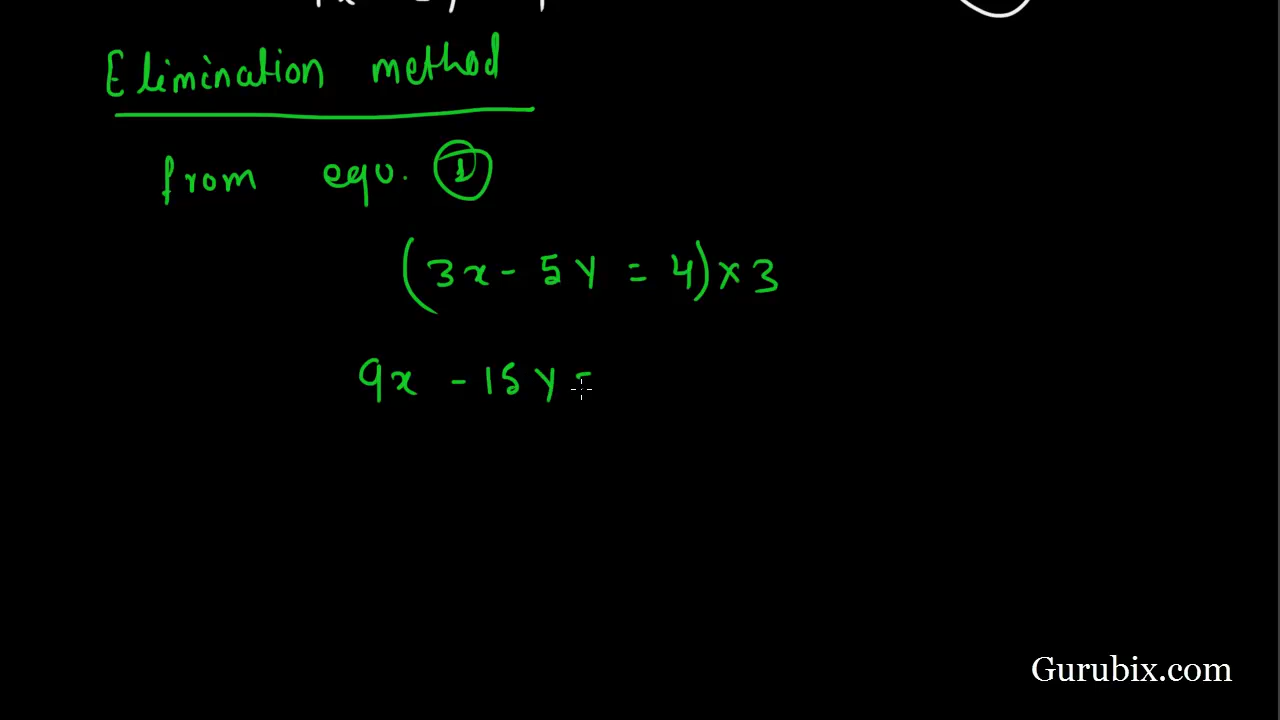 Elimination method
from equ. 1
(3x - 5y = 4) × 3
9x - 15y =
Gurubix.com